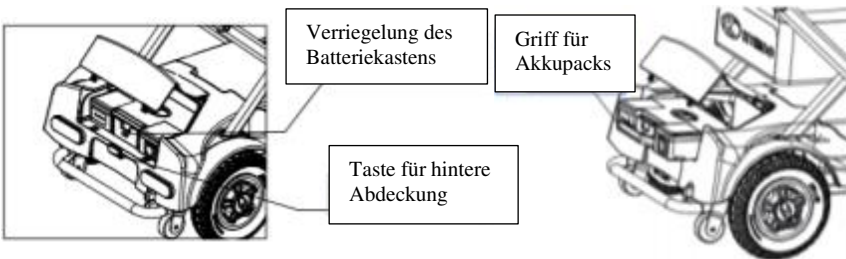 Verriegelung des
Batteriekastens
Griff für
Akkupacks
Taste für hintere
Abdeckung